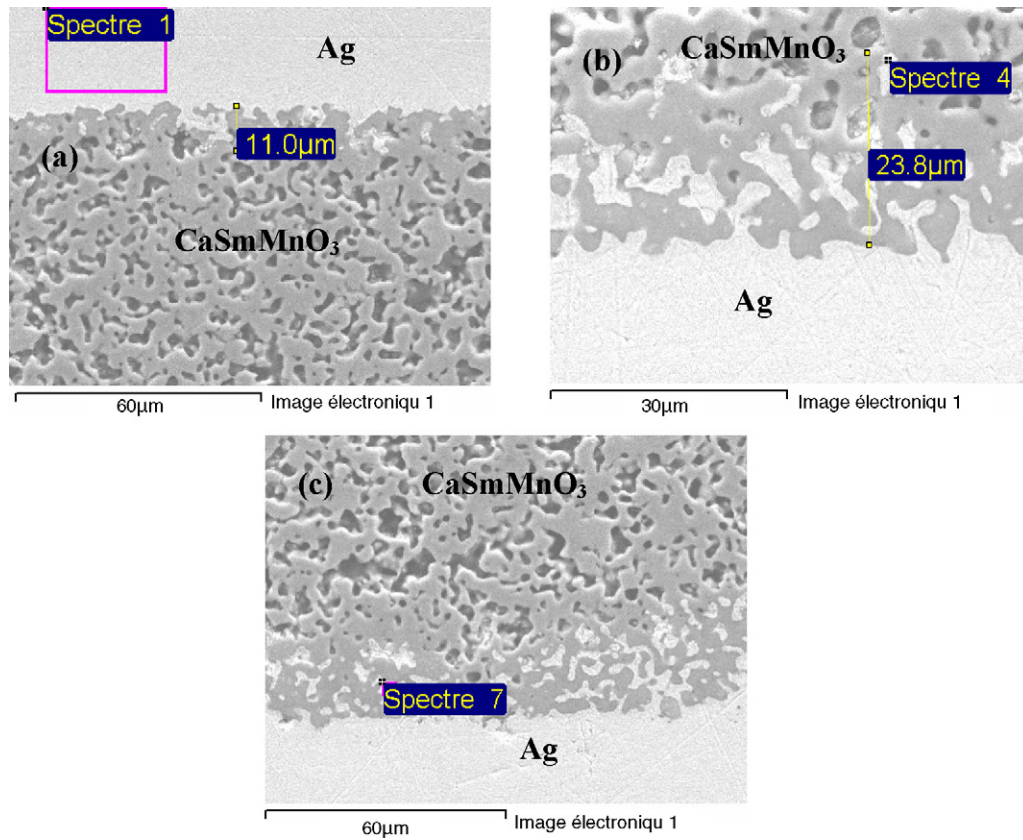 Spectre 1
Ag
(a)
11.0µm
CaSmMnO₃
60µm
Image électroniqu 1
CaSmMnO₃
(b)
Spectre 4
23.8µm
Ag
30µm
Image électroniqu 1
(c)
CaSmMnO₃
Spectre 7
Ag
60µm
Image électroniqu 1